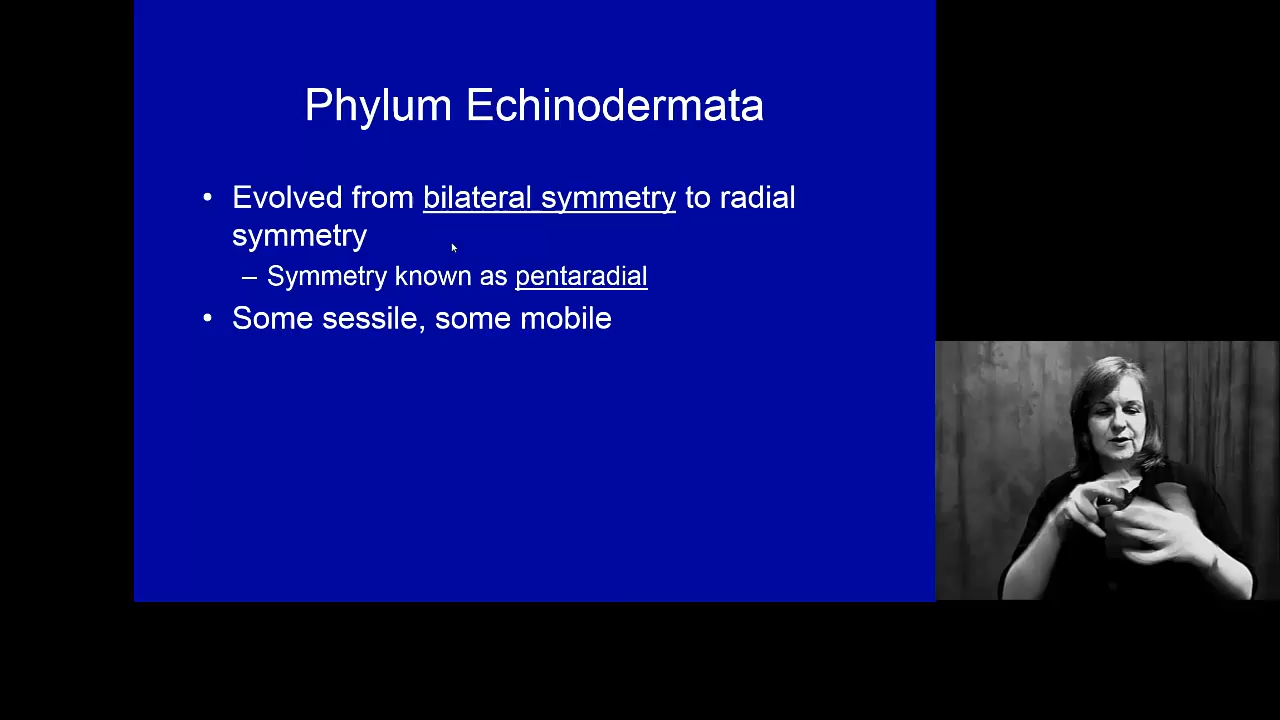 Phylum Echinodermata
• Evolved from bilateral symmetry to radial
symmetry
– Symmetry known as pentaradial
• Some sessile, some mobile